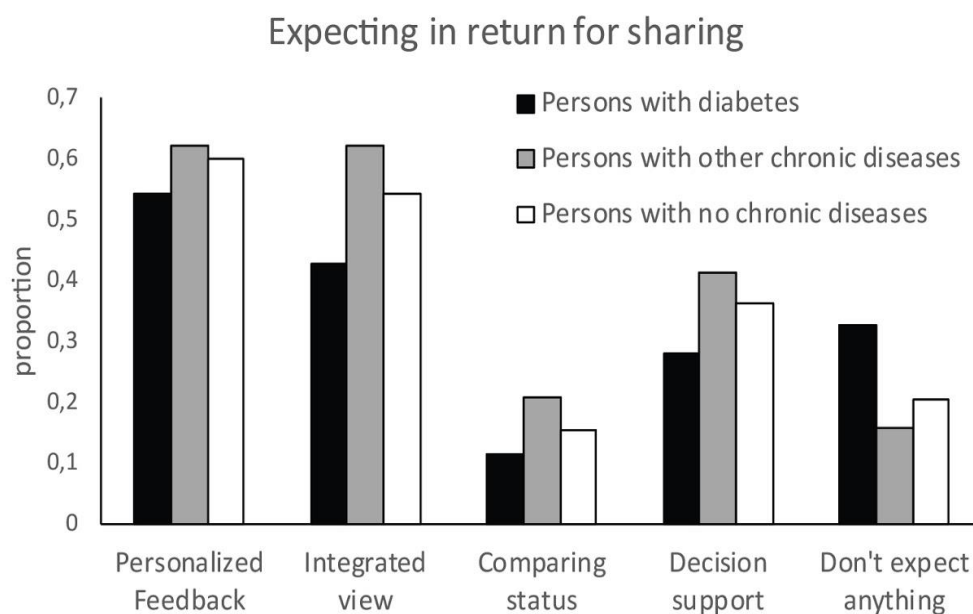 Expecting in return for sharing
0,7
0,6
0,5
0,4
0,3
0,2
0,1
0
proportion
Persons with diabetes
Persons with other chronic diseases
Persons with no chronic diseases
Personalized Feedback
Integrated view
Comparing status
Decision support
Don't expect anything